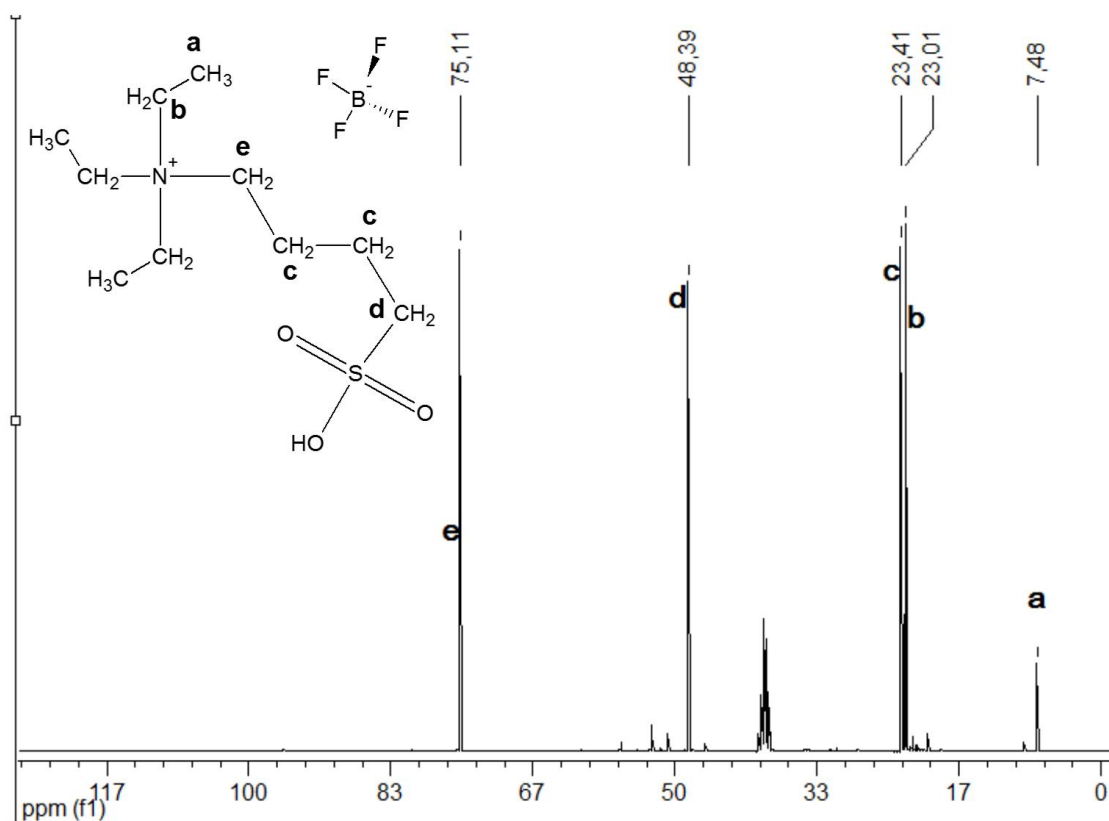 75,11
48,39
23,41
23,01
7,48
a
CH₃
H₂C
b
F
F
B⁻
F
F
H₃C
CH₂
N⁺
e
CH₂
c
CH₂
CH₂
c
H₃C
CH₂
d
CH₂
O
S
O
HO
c
d
b
e
a
117
100
83
67
50
33
17
0
ppm (f1)